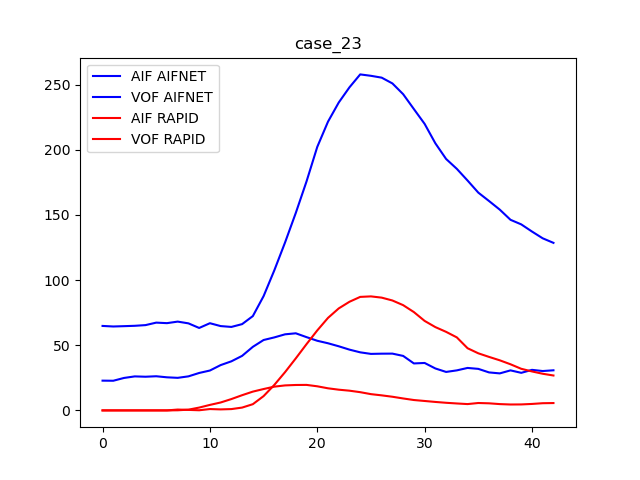 case_23
AIF AIFNET
VOF AIFNET
AIF RAPID
VOF RAPID
250
200
150
100
50
0
0 10 20 30 40